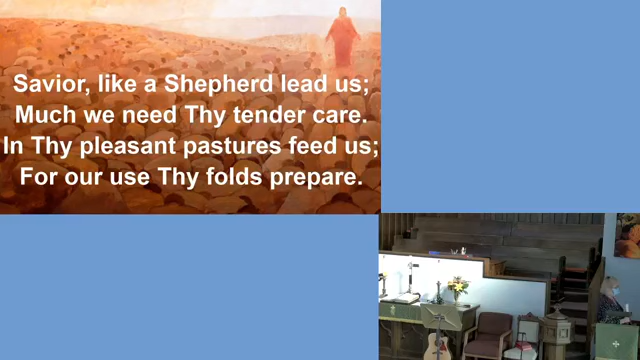 Savior, like a Shepherd lead us;
Much we need Thy tender care.
In Thy pleasant pastures feed us;
For our use Thy folds prepare.